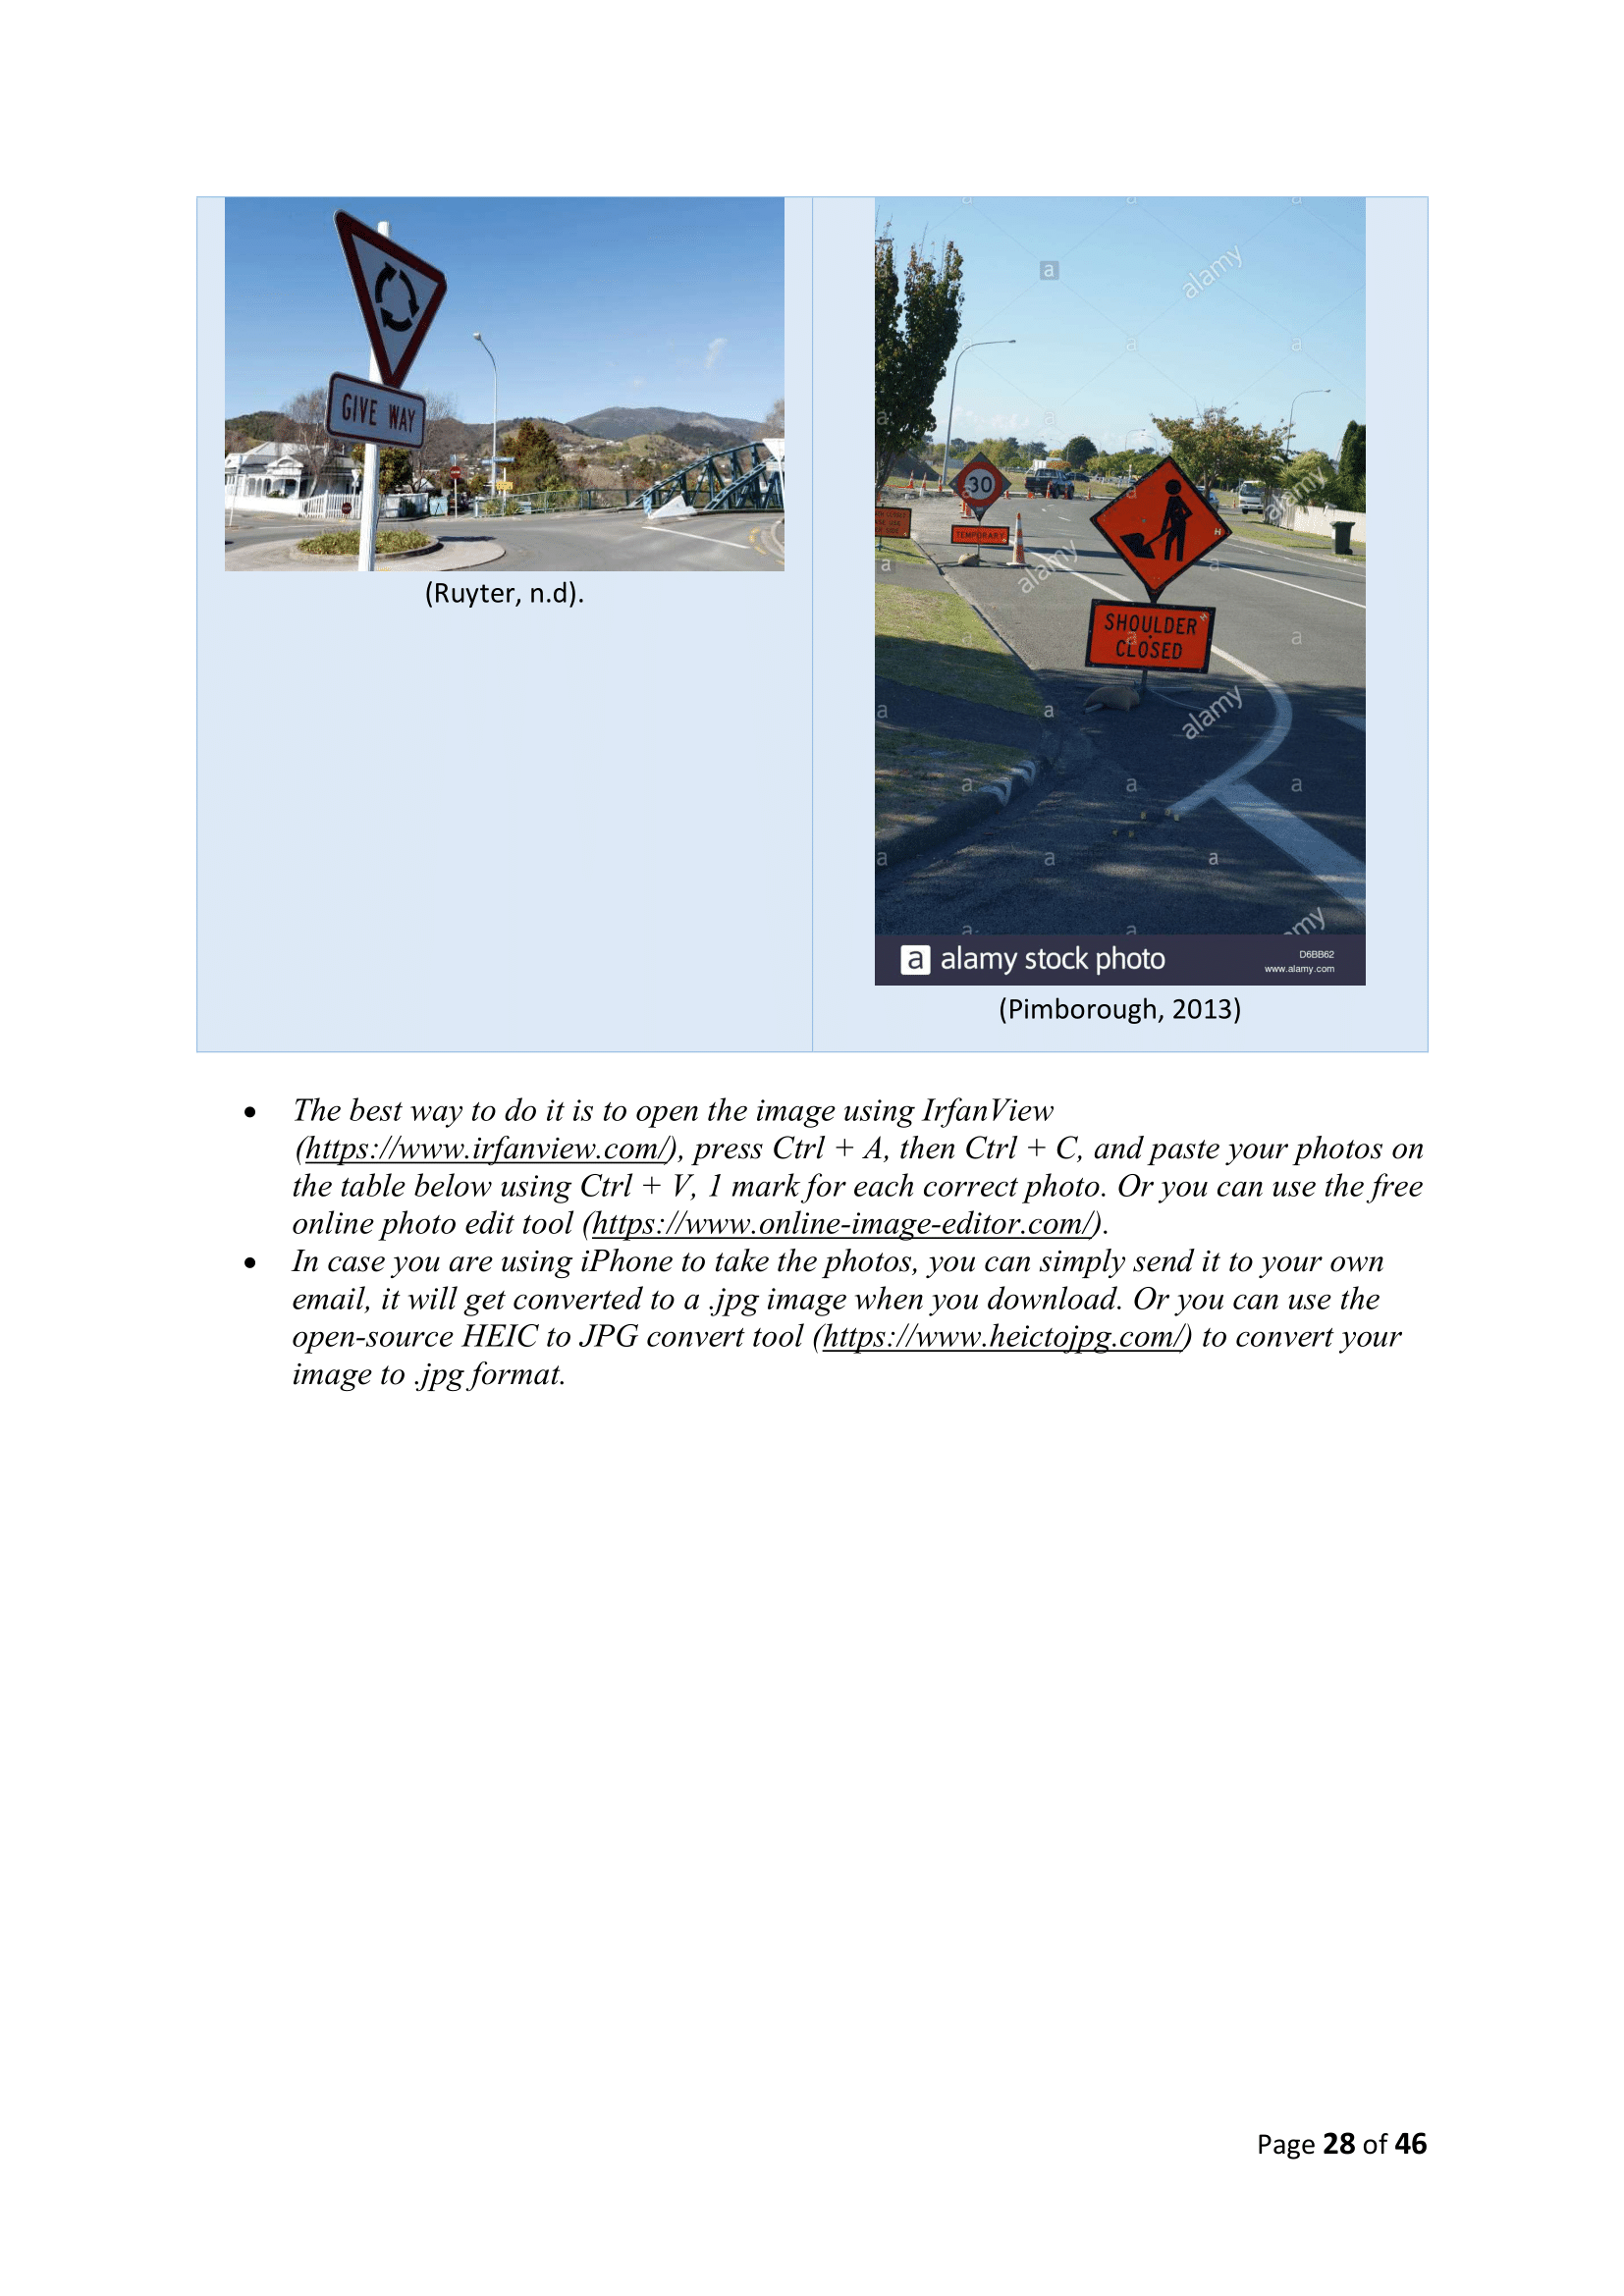 GIVE WAY
(Ruyter, n.d).
30
TEMPORARY
SHOULDER
CLOSED
alamy
alamy
alamy
alamy
a alamy stock photo
D6BB62
www.alamy.com
(Pimborough, 2013)
• The best way to do it is to open the image using IrfanView
(https://www.irfanview.com/), press Ctrl + A, then Ctrl + C, and paste your photos on
the table below using Ctrl + V, 1 mark for each correct photo. Or you can use the free
online photo edit tool (https://www.online-image-editor.com/).
• In case you are using iPhone to take the photos, you can simply send it to your own
email, it will get converted to a .jpg image when you download. Or you can use the
open-source HEIC to JPG convert tool (https://www.heictojpg.com/) to convert your
image to .jpg format.
Page 28 of 46